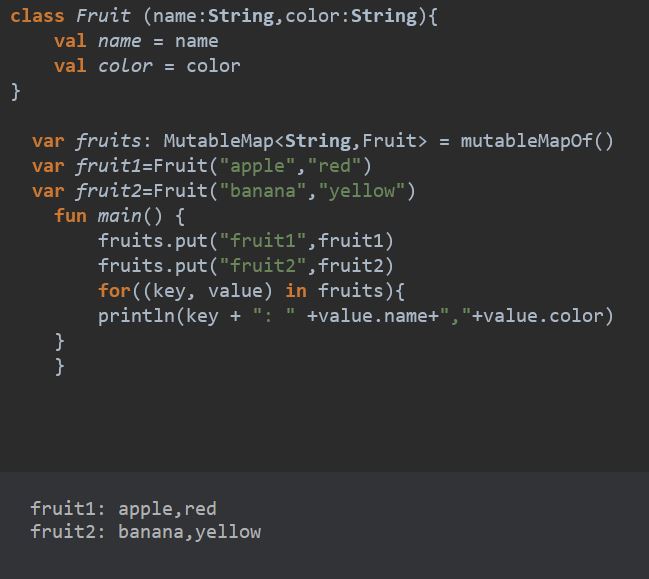 class Fruit (name:String,color:String){
val name = name
val color = color
}
var fruits: MutableMap<String,Fruit> = mutableMapOf()
var fruit1=Fruit("apple","red")
var fruit2=Fruit("banana","yellow")
fun main() {
fruits.put("fruit1",fruit1)
fruits.put("fruit2",fruit2)
for((key, value) in fruits){
println(key + ": " +value.name+","+value.color)
}
}
fruit1: apple,red
fruit2: banana,yellow